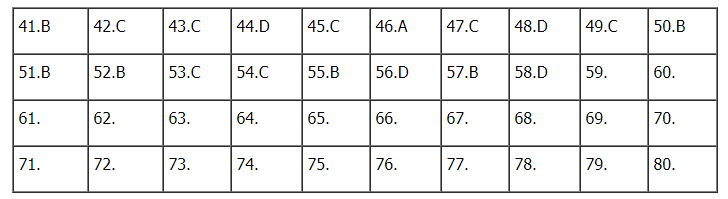 41.B 42.C 43.C 44.D 45.C 46.A 47.C 48.D 49.C 50.B
51.B 52.B 53.C 54.C 55.B 56.D 57.B 58.D 59. 60.
61. 62. 63. 64. 65. 66. 67. 68. 69. 70.
71. 72. 73. 74. 75. 76. 77. 78. 79. 80.